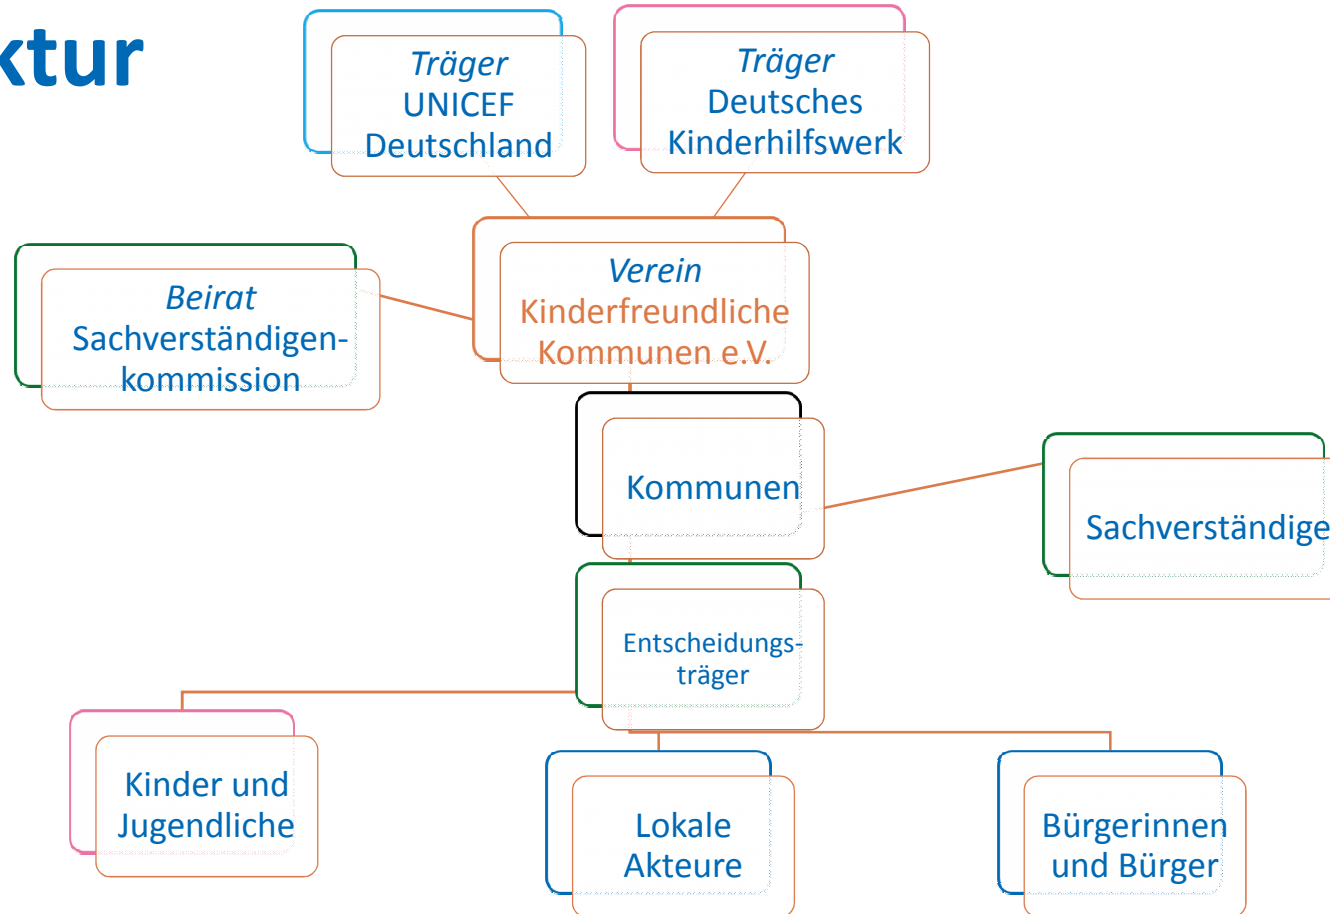 ktur
Träger
UNICEF
Deutschland
Träger
Deutsches
Kinderhilfswerk
Verein
Kinderfreundliche
Kommunen e.V.
Beirat
Sachverständigen-
kommission
Kommunen
Sachverständige
Entscheidungs-
träger
Kinder und
Jugendliche
Lokale
Akteure
Bürgerinnen
und Bürger